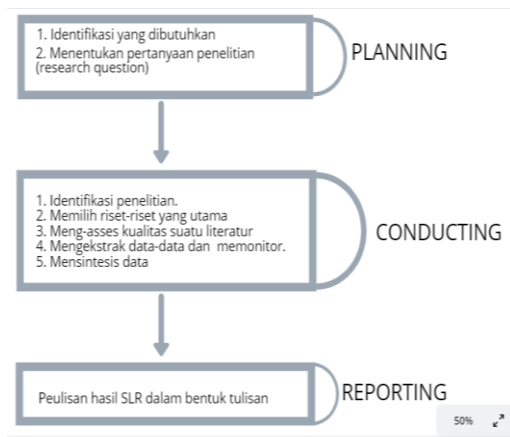 1. Identifikasi yang dibutuhkan
2. Menentukan pertanyaan penelitian
(research question)
PLANNING
1. Identifikasi penelitian.
2. Memilih riset-riset yang utama
3. Meng-asses kualitas suatu literatur
4. Mengekstrak data-data dan memonitor.
5. Mensintesis data
CONDUCTING
Peulisan hasil SLR dalam bentuk tulisan
REPORTING
50%